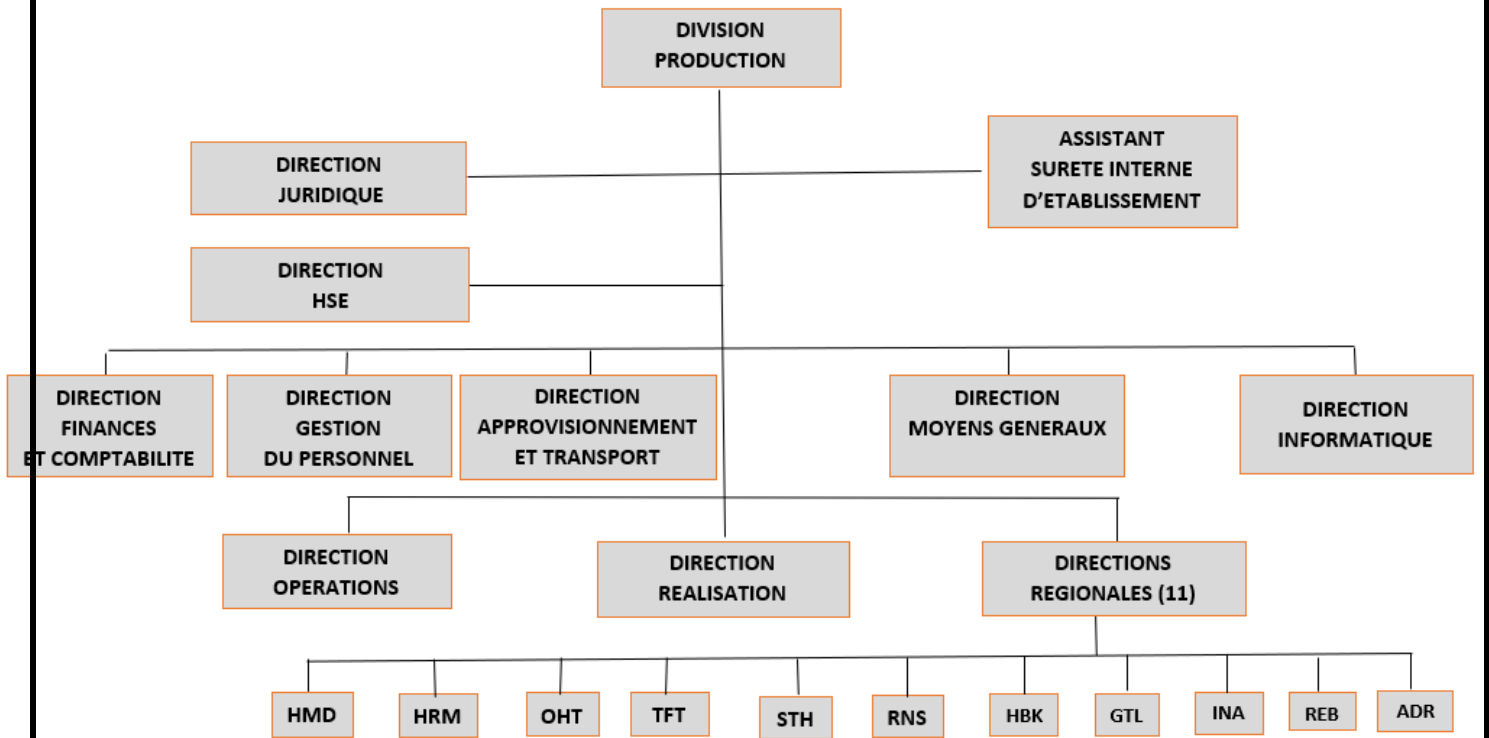 DIVISION
PRODUCTION
DIRECTION
JURIDIQUE
ASSISTANT
SURETE INTERNE
D’ETABLISSEMENT
DIRECTION
HSE
DIRECTION
FINANCES
ET COMPTABILITE
DIRECTION
GESTION
DU PERSONNEL
DIRECTION
APPROVISIONNEMENT
ET TRANSPORT
DIRECTION
MOYENS GENERAUX
DIRECTION
INFORMATIQUE
DIRECTION
OPERATIONS
DIRECTION
REALISATION
DIRECTIONS
REGIONALES (11)
HMD
HRM
OHT
TFT
STH
RNS
HBK
GTL
INA
REB
ADR